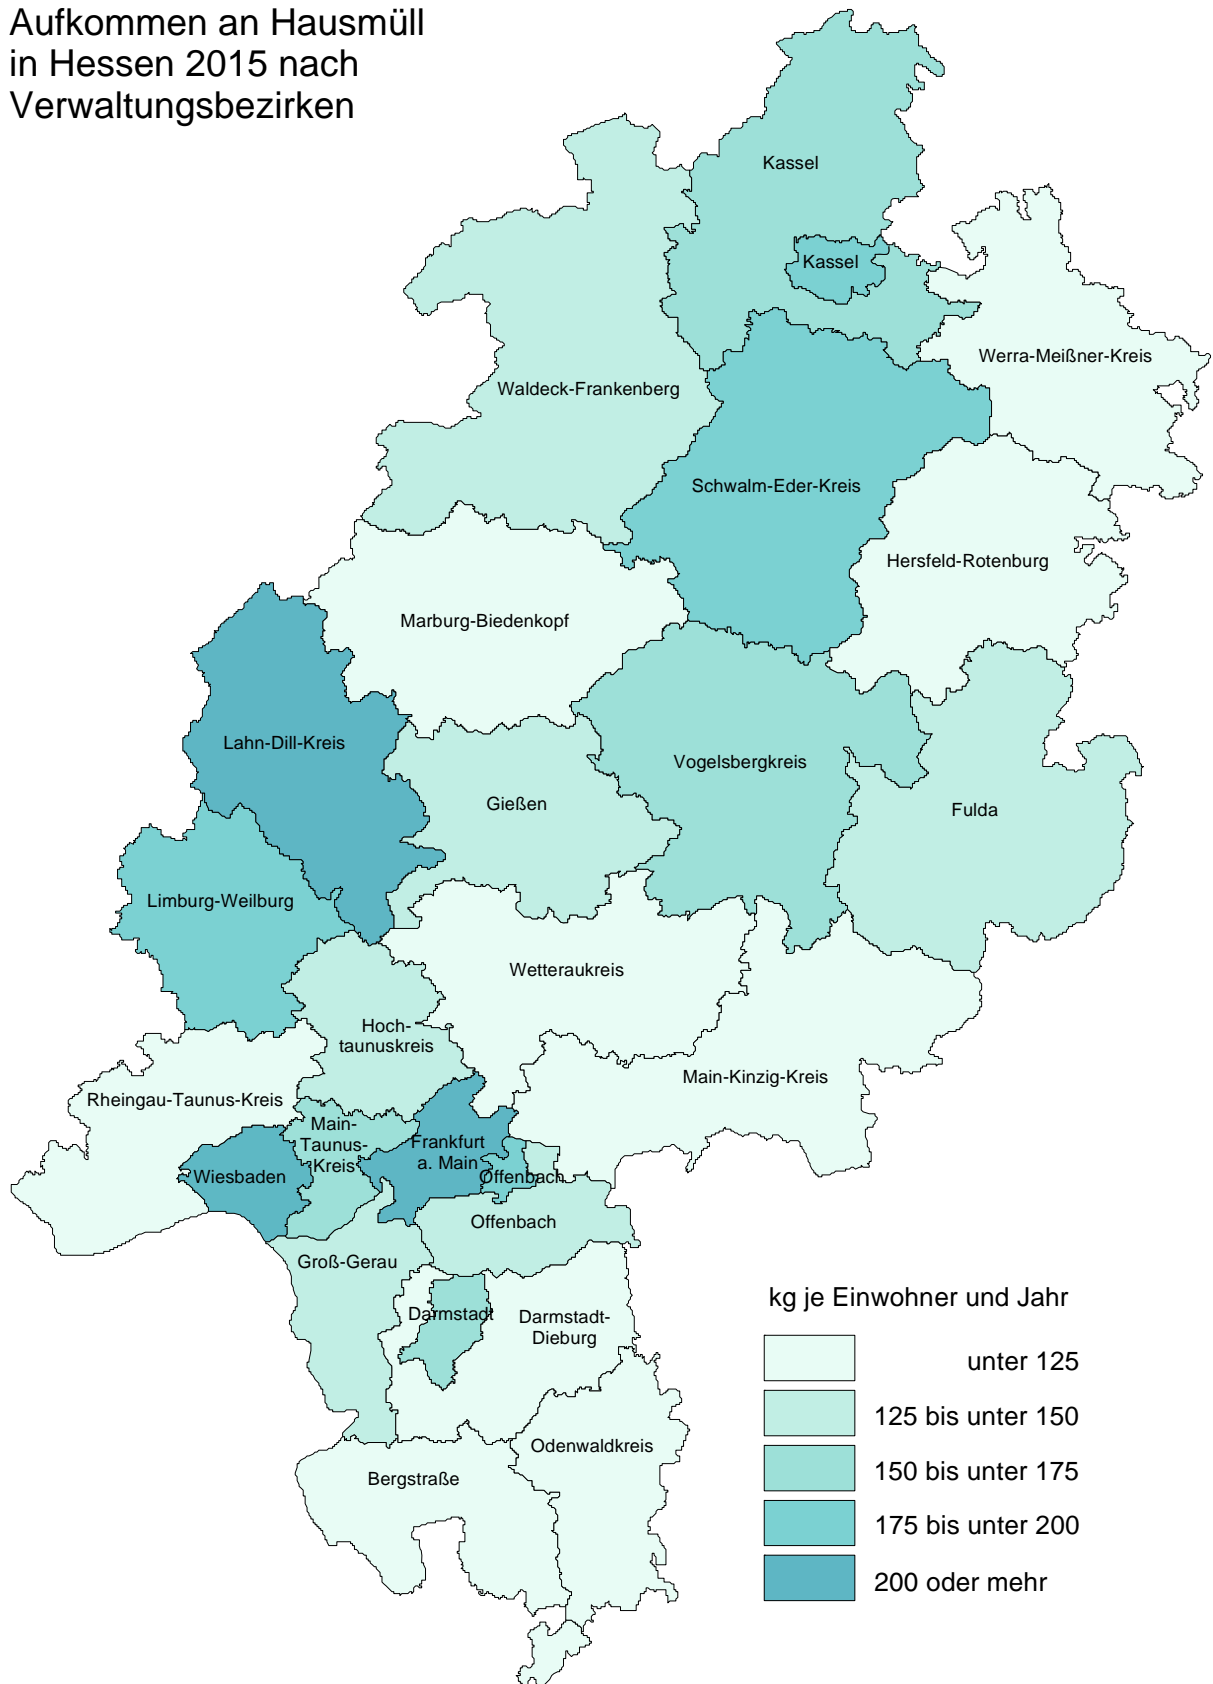 Aufkommen an Hausmüll
in Hessen 2015 nach
Verwaltungsbezirken
Kassel
Kassel
Werra-Meißner-Kreis
Waldeck-Frankenberg
Schwalm-Eder-Kreis
Hersfeld-Rotenburg
Marburg-Biedenkopf
Lahn-Dill-Kreis
Vogelsbergkreis
Gießen
Fulda
Limburg-Weilburg
Wetteraukreis
Hoch-
taunuskreis
Main-Kinzig-Kreis
Rheingau-Taunus-Kreis
Main-
Taunus-
Kreis
Frankfurt
a. Main
Wiesbaden
Offenbach
Offenbach
Groß-Gerau
Darmstadt
Darmstadt-
Dieburg
Odenwaldkreis
Bergstraße
kg je Einwohner und Jahr
unter 125
125 bis unter 150
150 bis unter 175
175 bis unter 200
200 oder mehr